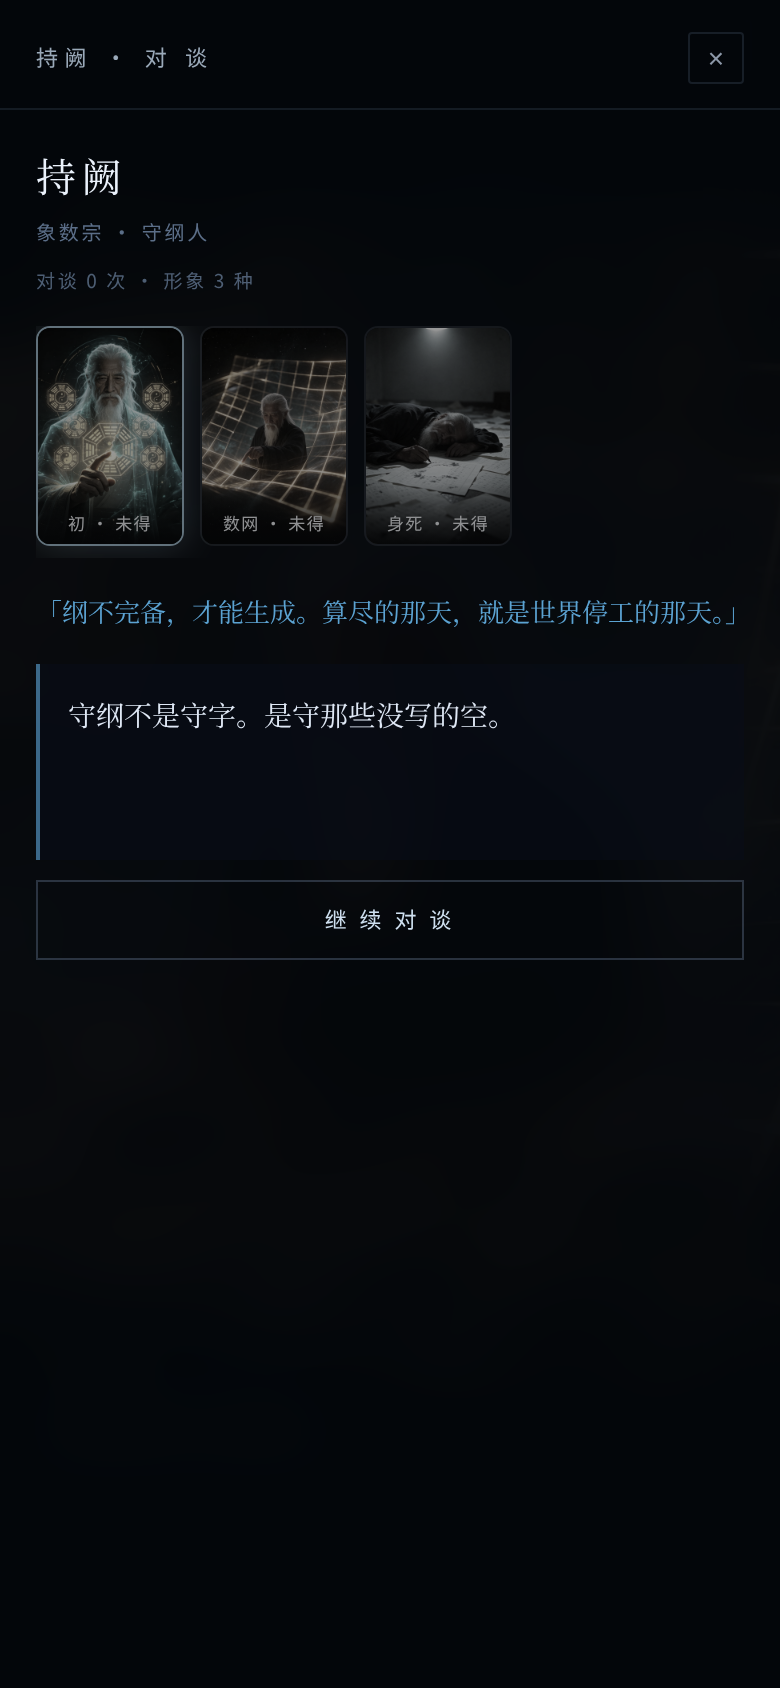 持阙 · 对 谈
×
持阙
象数宗 · 守纲人
对谈 0 次 · 形象 3 种
初 · 未得
数网 · 未得
身死 · 未得
「纲不完备，才能生成。算尽的那天，就是世界停工的那天。」
守纲不是守字。是守那些没写的空。
继续对谈